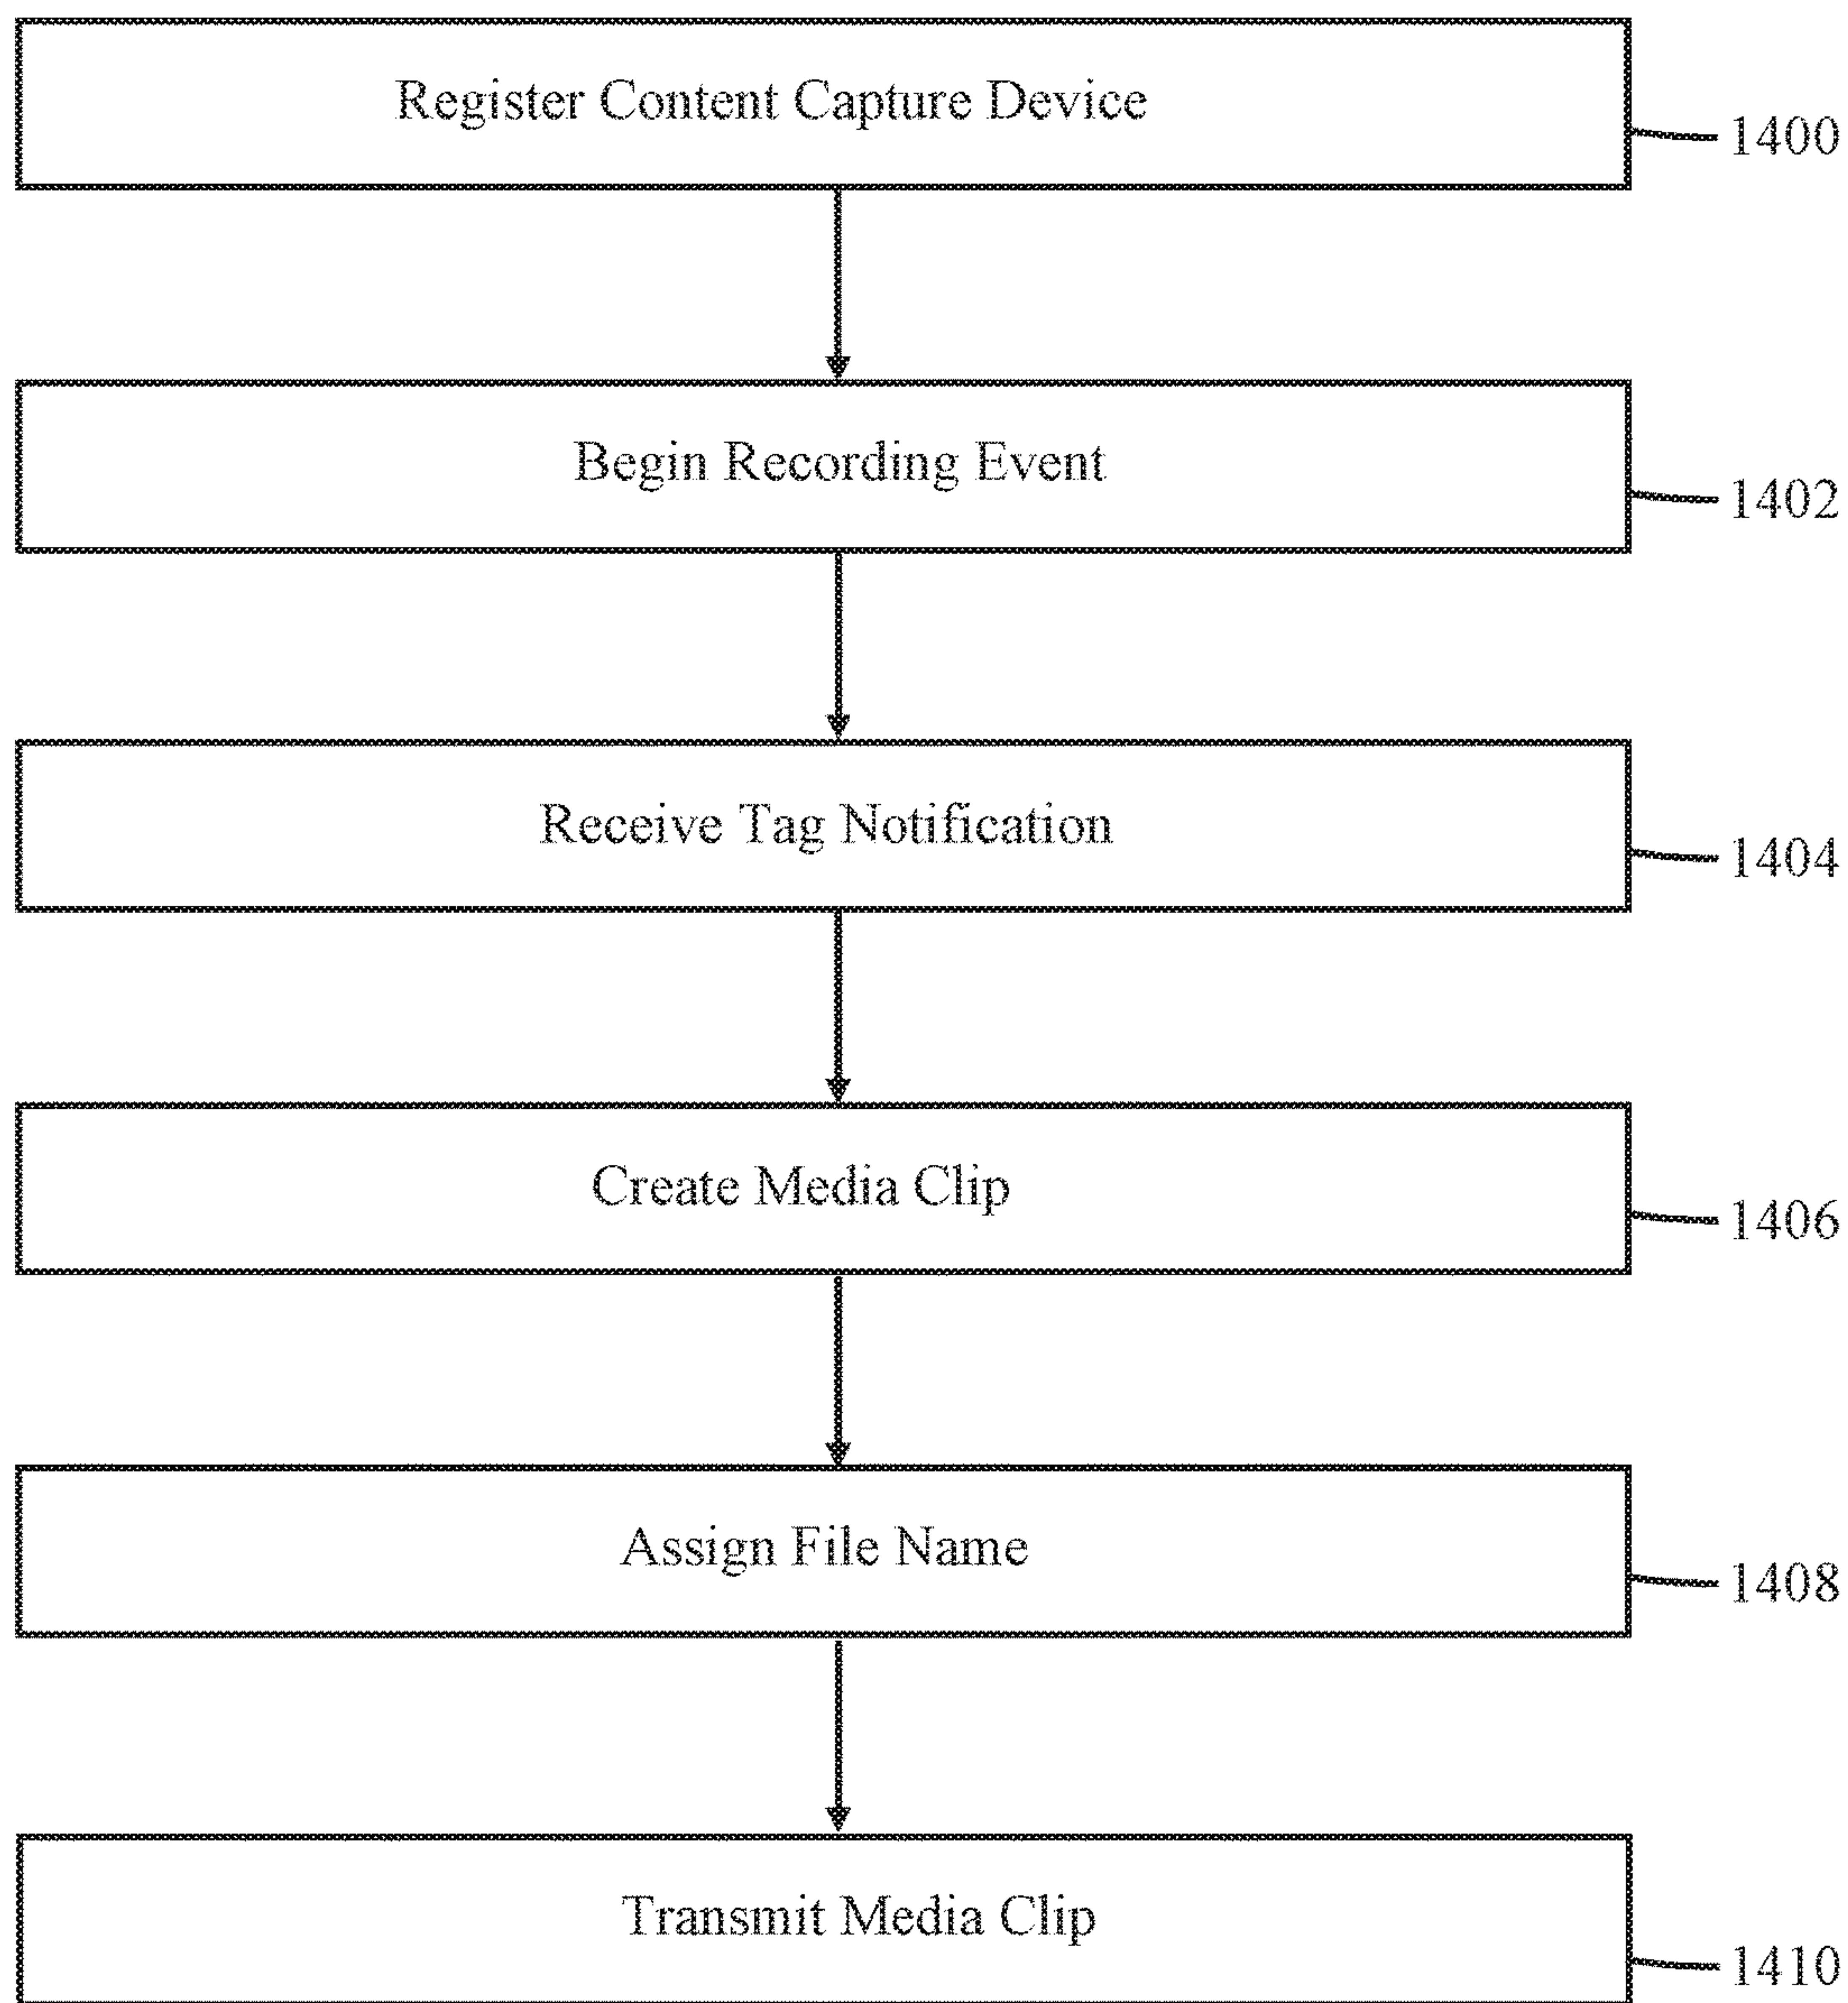 Register Content Capture Device
1400
Begin Recording Event
1402
Receive Tag Notification
1404
Create Media Clip
1406
Assign File Name
1408
Transmit Media Clip
1410